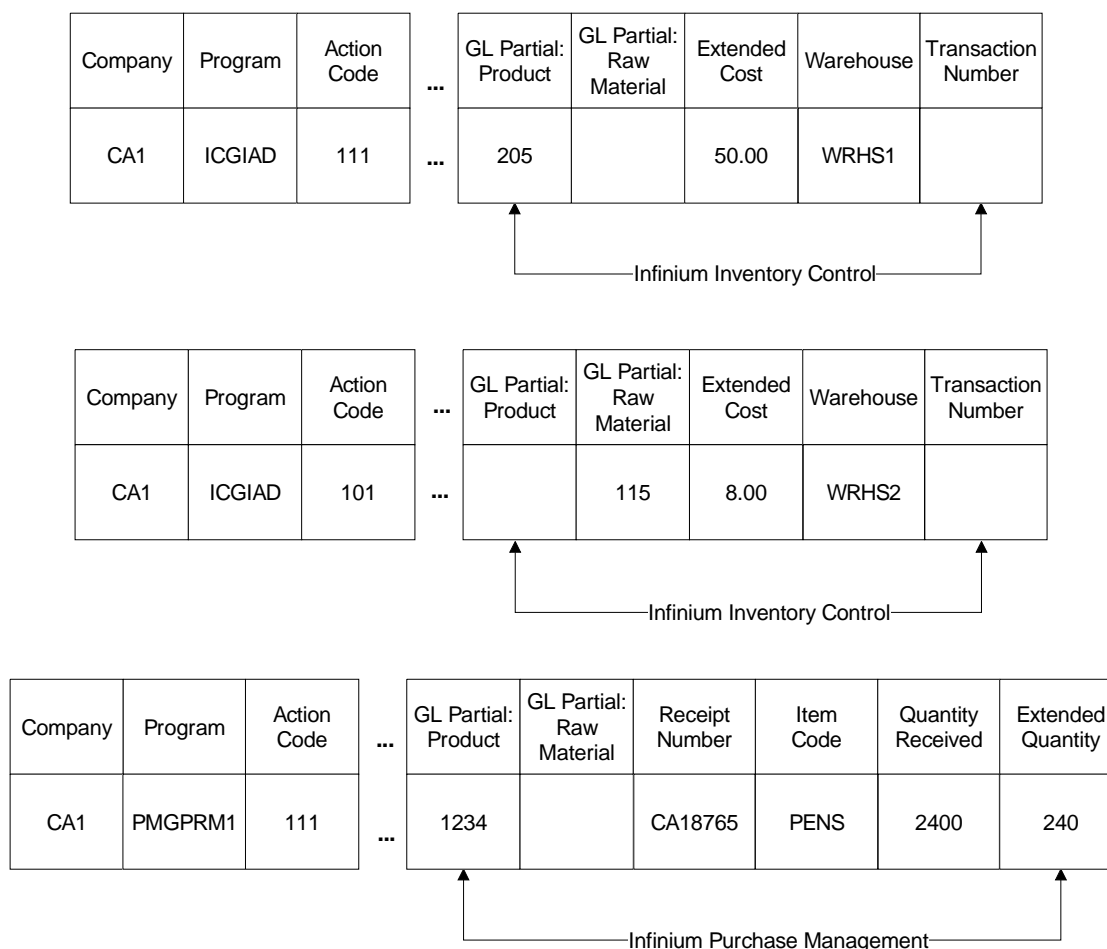 Company Program Action Code ... GL Partial: Product GL Partial: Raw Material Extended Cost Warehouse Transaction Number
CA1 ICGIAD 111 ... 205 50.00 WRHS1
Infinium Inventory Control
Company Program Action Code ... GL Partial: Product GL Partial: Raw Material Extended Cost Warehouse Transaction Number
CA1 ICGIAD 101 ... 115 8.00 WRHS2
Infinium Inventory Control
Company Program Action Code ... GL Partial: Product GL Partial: Raw Material Receipt Number Item Code Quantity Received Extended Quantity
CA1 PMGPRM1 111 ... 1234 CA18765 PENS 2400 240
Infinium Purchase Management